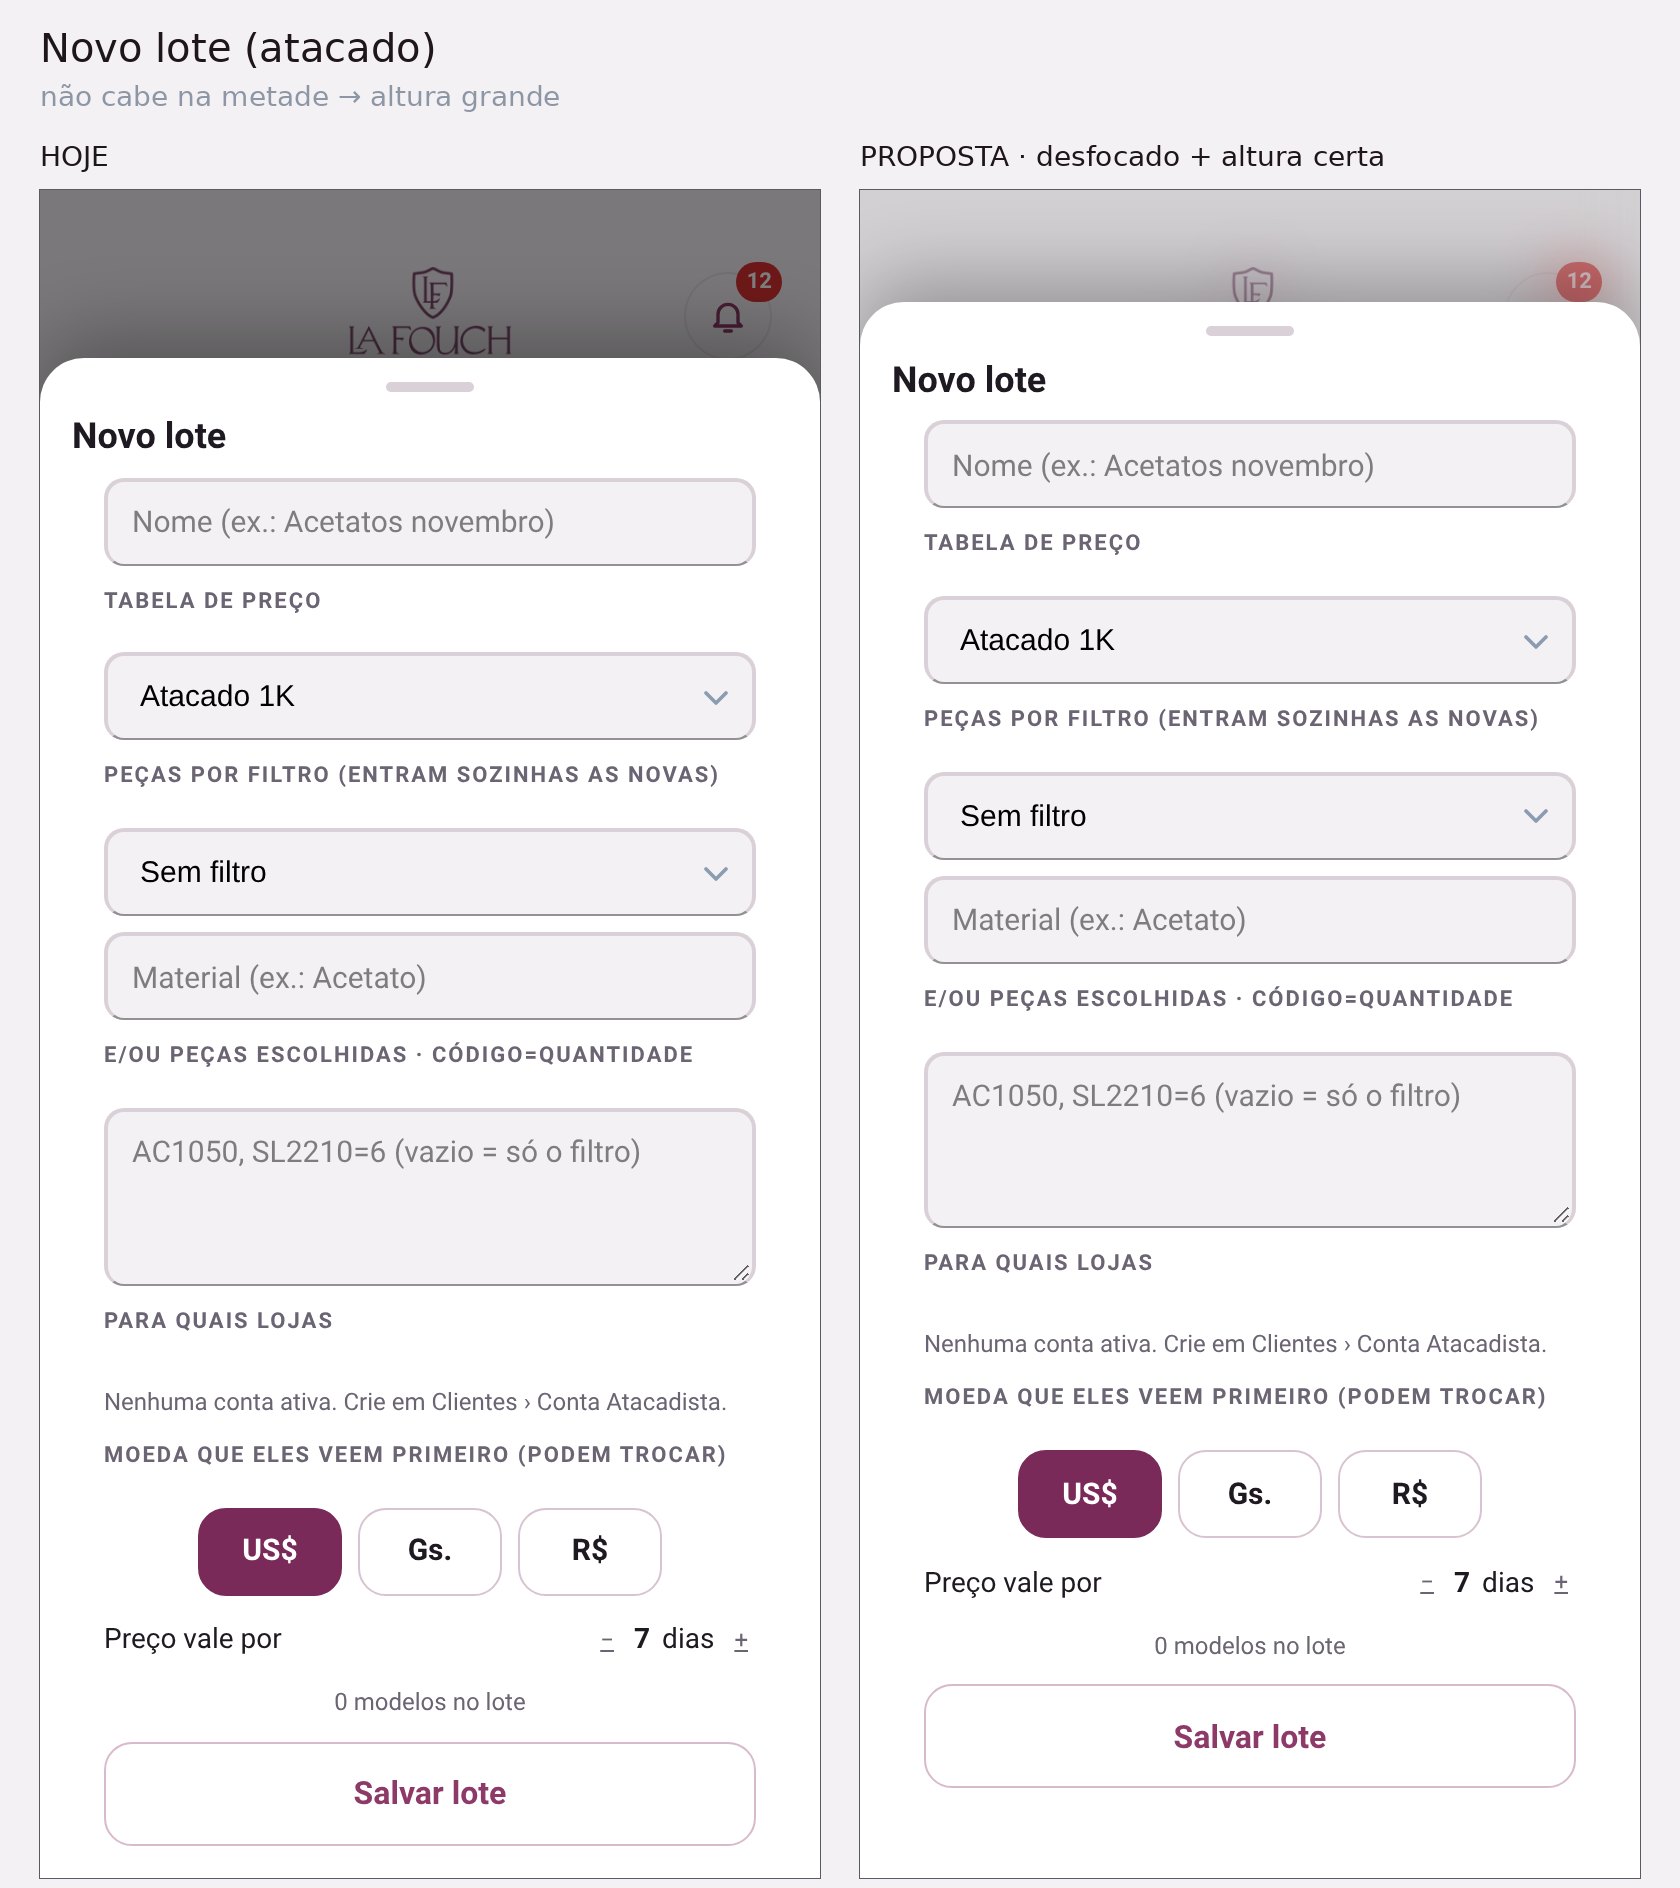 Novo lote (atacado)
não cabe na metade → altura grande
HOJE
12
LF
LA FOUCH
Novo lote
Nome (ex.: Acetatos novembro)
TABELA DE PREÇO
Atacado 1K
PEÇAS POR FILTRO (ENTRAM SOZINHAS AS NOVAS)
Sem filtro
Material (ex.: Acetato)
E/OU PEÇAS ESCOLHIDAS · CÓDIGO=QUANTIDADE
AC1050, SL2210=6 (vazio = só o filtro)
PARA QUAIS LOJAS
Nenhuma conta ativa. Crie em Clientes › Conta Atacadista.
MOEDA QUE ELES VEEM PRIMEIRO (PODEM TROCAR)
US$ Gs. R$
Preço vale por − 7 dias +
0 modelos no lote
Salvar lote
PROPOSTA · desfocado + altura certa
12
LF
Novo lote
Nome (ex.: Acetatos novembro)
TABELA DE PREÇO
Atacado 1K
PEÇAS POR FILTRO (ENTRAM SOZINHAS AS NOVAS)
Sem filtro
Material (ex.: Acetato)
E/OU PEÇAS ESCOLHIDAS · CÓDIGO=QUANTIDADE
AC1050, SL2210=6 (vazio = só o filtro)
PARA QUAIS LOJAS
Nenhuma conta ativa. Crie em Clientes › Conta Atacadista.
MOEDA QUE ELES VEEM PRIMEIRO (PODEM TROCAR)
US$ Gs. R$
Preço vale por − 7 dias +
0 modelos no lote
Salvar lote